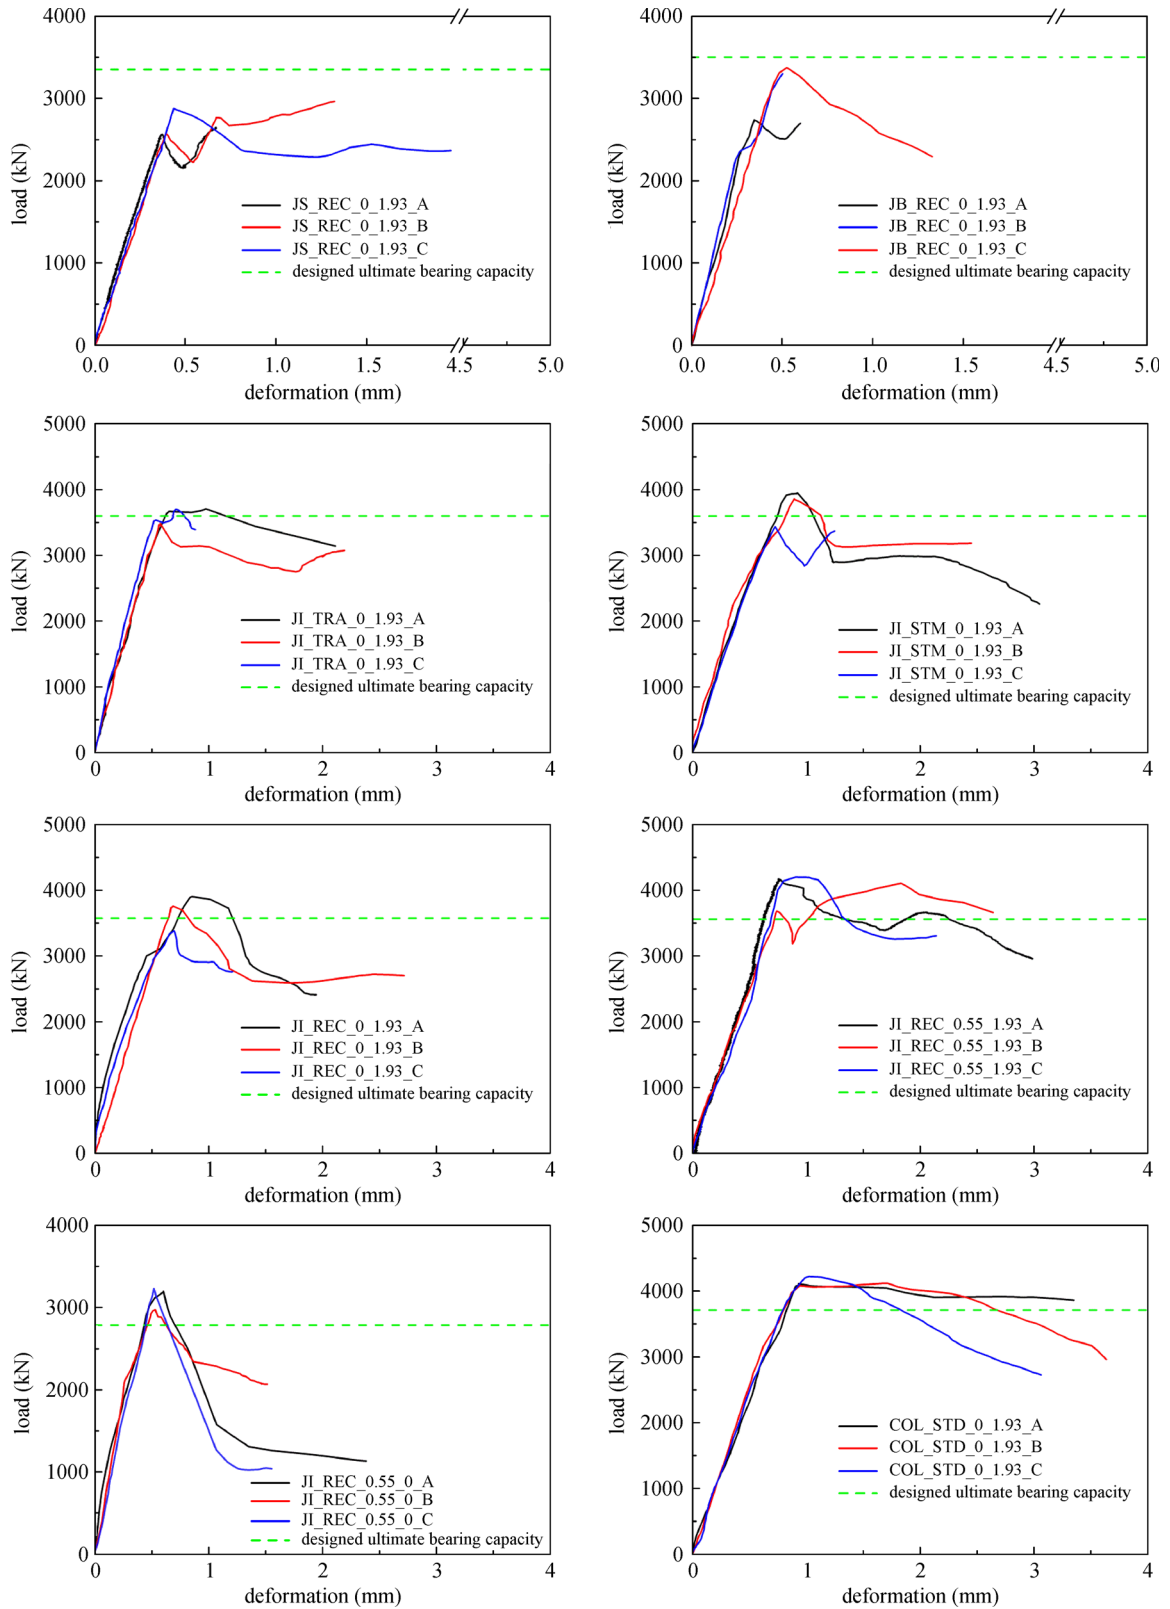 4000
3000
2000
1000
0
load (kN)
JS_REC_0_1.93_A
JS_REC_0_1.93_B
JS_REC_0_1.93_C
designed ultimate bearing capacity
0.0 0.5 1.0 1.5 4.5 5.0
deformation (mm)
4000
3000
2000
1000
0
load (kN)
JB_REC_0_1.93_A
JB_REC_0_1.93_B
JB_REC_0_1.93_C
designed ultimate bearing capacity
0.0 0.5 1.0 1.5 4.5 5.0
deformation (mm)
5000
4000
3000
2000
1000
0
load (kN)
JI_TRA_0_1.93_A
JI_TRA_0_1.93_B
JI_TRA_0_1.93_C
designed ultimate bearing capacity
0 1 2 3 4
deformation (mm)
5000
4000
3000
2000
1000
0
load (kN)
JI_STM_0_1.93_A
JI_STM_0_1.93_B
JI_STM_0_1.93_C
designed ultimate bearing capacity
0 1 2 3 4
deformation (mm)
5000
4000
3000
2000
1000
0
load (kN)
JI_REC_0_1.93_A
JI_REC_0_1.93_B
JI_REC_0_1.93_C
designed ultimate bearing capacity
0 1 2 3 4
deformation (mm)
5000
4000
3000
2000
1000
0
load (kN)
JI_REC_0.55_1.93_A
JI_REC_0.55_1.93_B
JI_REC_0.55_1.93_C
designed ultimate bearing capacity
0 1 2 3 4
deformation (mm)
4000
3000
2000
1000
0
load (kN)
JI_REC_0.55_0_A
JI_REC_0.55_0_B
JI_REC_0.55_0_C
designed ultimate bearing capacity
0 1 2 3 4
deformation (mm)
5000
4000
3000
2000
1000
0
load (kN)
COL_STD_0_1.93_A
COL_STD_0_1.93_B
COL_STD_0_1.93_C
designed ultimate bearing capacity
0 1 2 3 4
deformation (mm)